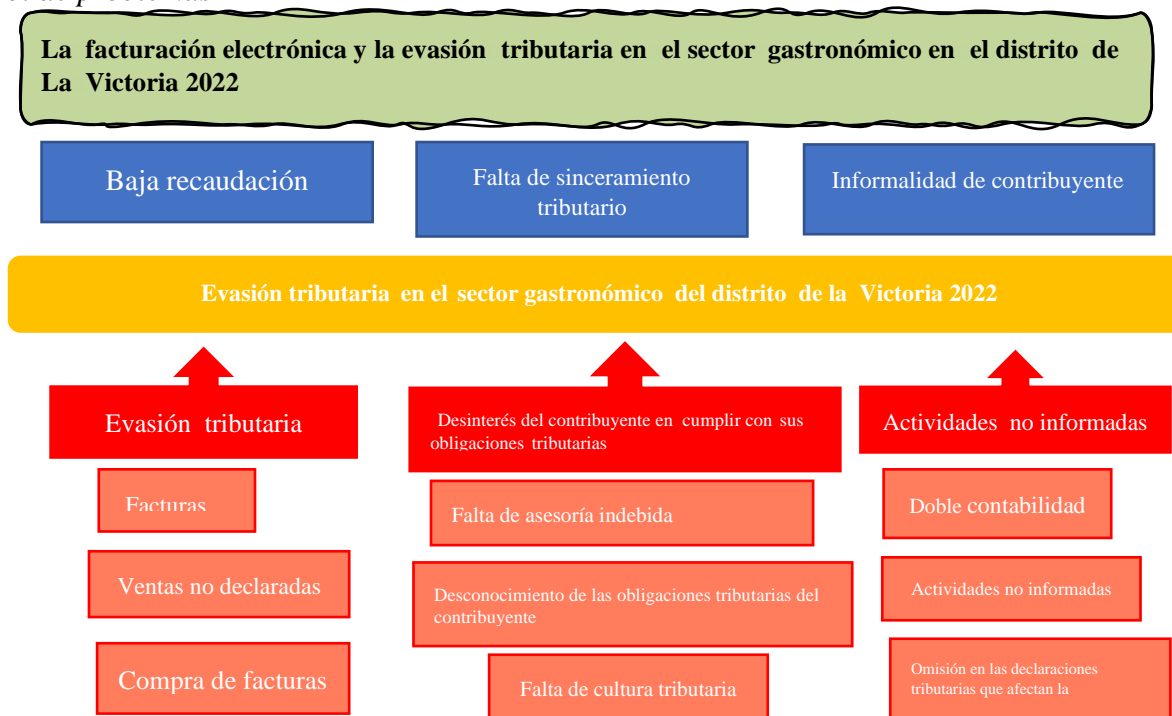 La facturación electrónica y la evasión tributaria en el sector gastronómico en el distrito de
La Victoria 2022
Baja recaudación
Falta de sinceramiento
tributario
Informalidad de contribuyente
Evasión tributaria en el sector gastronómico del distrito de la Victoria 2022
Evasión tributaria
Desinterés del contribuyente en cumplir con sus
obligaciones tributarias
Actividades no informadas
Facturas
Falta de asesoría indebida
Doble contabilidad
Ventas no declaradas
Desconocimiento de las obligaciones tributarias del
contribuyente
Actividades no informadas
Compra de facturas
Falta de cultura tributaria
Omisión en las declaraciones
tributarias que afectan la